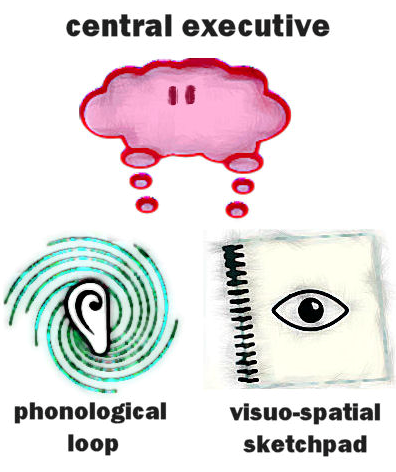 central executive
phonological
loop
visuo-spatial
sketchpad